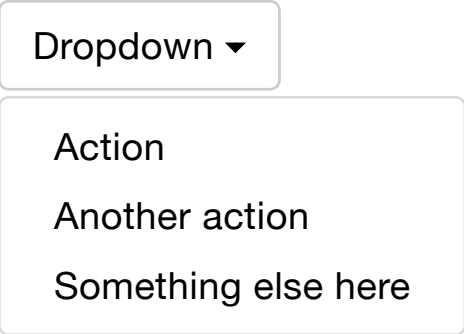 Dropdown
Action
Another action
Something else here